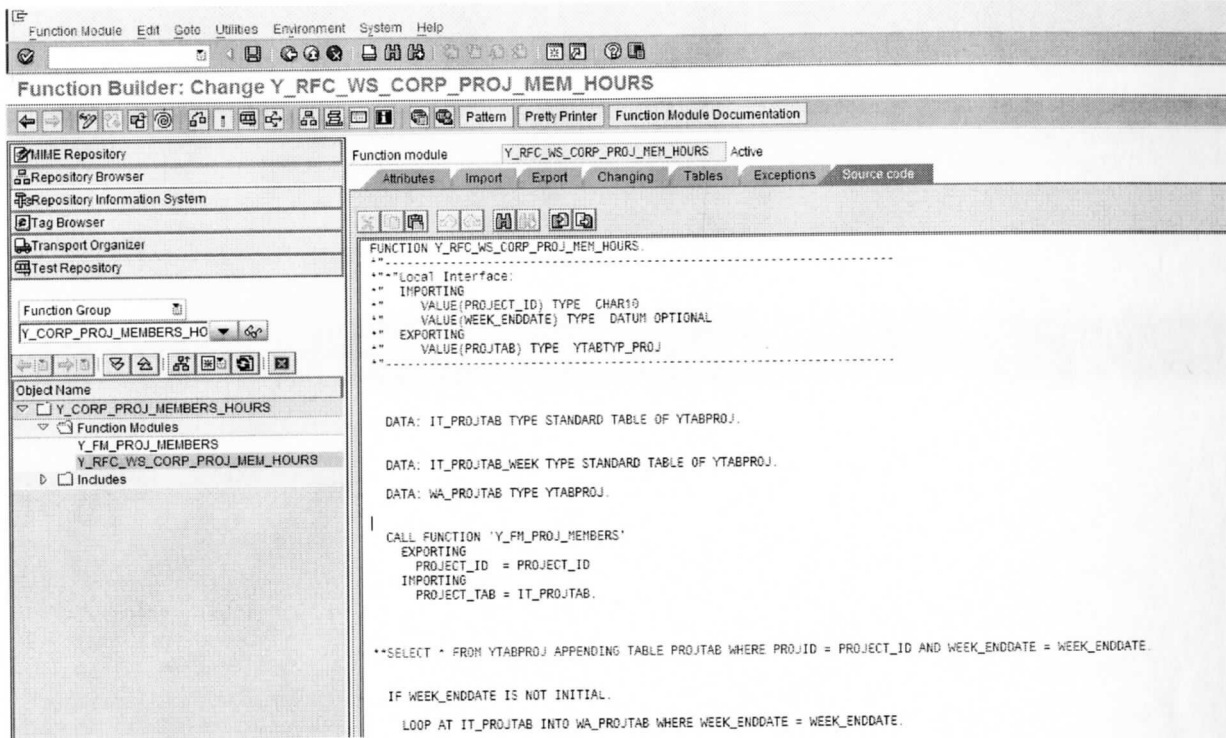 Function Module Edit Goto Utilities Environment System Help
Function Builder: Change Y_RFC_WS_CORP_PROJ_MEM_HOURS
Pattern Pretty Printer Function Module Documentation
MIME Repository
Repository Browser
Repository Information System
Tag Browser
Transport Organizer
Test Repository
Function Group
Y_CORP_PROJ_MEMBERS_HO
Object Name
Y_CORP_PROJ_MEMBERS_HOURS
Function Modules
Y_FM_PROJ_MEMBERS
Y_RFC_WS_CORP_PROJ_MEM_HOURS
Includes
Function module Y_RFC_WS_CORP_PROJ_MEM_HOURS Active
Attributes Import Export Changing Tables Exceptions Source code
FUNCTION Y_RFC_WS_CORP_PROJ_MEM_HOURS.
*"----------------------------------------------------------------------
*"*"Local Interface:
*" IMPORTING
*" VALUE(PROJECT_ID) TYPE CHAR10
*" VALUE(WEEK_ENDDATE) TYPE DATUM OPTIONAL
*" EXPORTING
*" VALUE(PROJTAB) TYPE YTABTYP_PROJ
*"----------------------------------------------------------------------
DATA: IT_PROJTAB TYPE STANDARD TABLE OF YTABPROJ.
DATA: IT_PROJTAB_WEEK TYPE STANDARD TABLE OF YTABPROJ.
DATA: WA_PROJTAB TYPE YTABPROJ.
CALL FUNCTION 'Y_FM_PROJ_MEMBERS'
EXPORTING
PROJECT_ID = PROJECT_ID
IMPORTING
PROJECT_TAB = IT_PROJTAB.
**SELECT * FROM YTABPROJ APPENDING TABLE PROJTAB WHERE PROJID = PROJECT_ID AND WEEK_ENDDATE = WEEK_ENDDATE.
IF WEEK_ENDDATE IS NOT INITIAL.
LOOP AT IT_PROJTAB INTO WA_PROJTAB WHERE WEEK_ENDDATE = WEEK_ENDDATE.